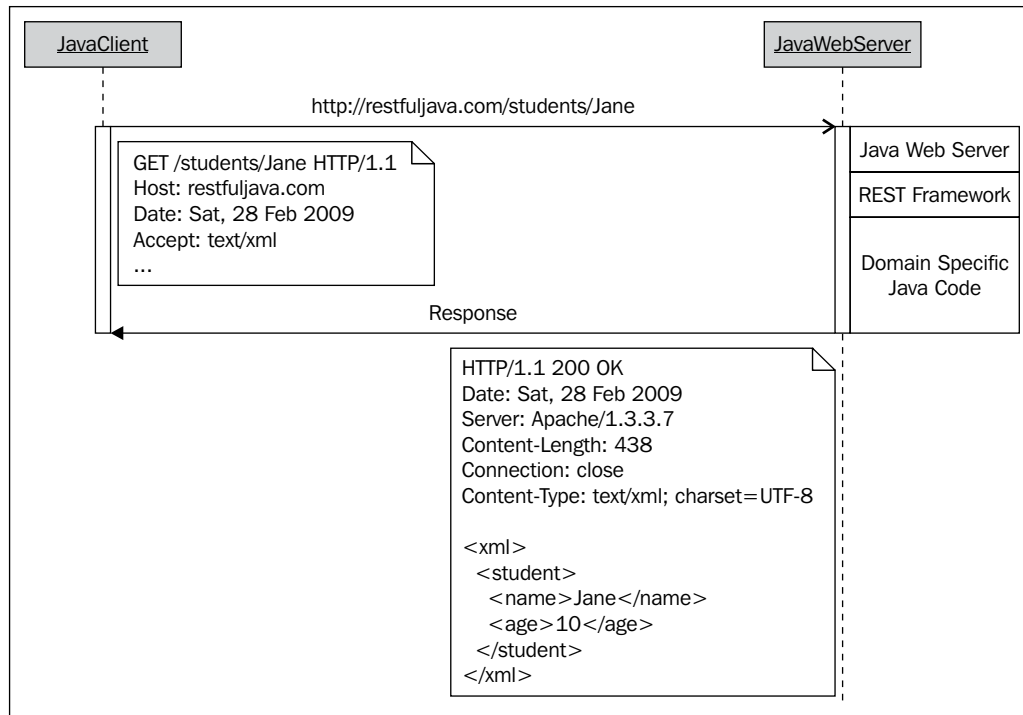 JavaClient
JavaWebServer
http://restfuljava.com/students/Jane
GET /students/Jane HTTP/1.1
Host: restfuljava.com
Date: Sat, 28 Feb 2009
Accept: text/xml
...
Java Web Server
REST Framework
Domain Specific
Java Code
Response
HTTP/1.1 200 OK
Date: Sat, 28 Feb 2009
Server: Apache/1.3.3.7
Content-Length: 438
Connection: close
Content-Type: text/xml; charset=UTF-8
<xml>
<student>
<name>Jane</name>
<age>10</age>
</student>
</xml>